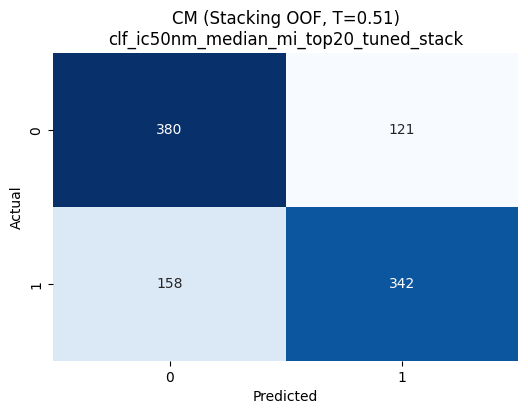 CM (Stacking OOF, T=0.51)
clf_ic50nm_median_mi_top20_tuned_stack
Actual
0
380
121
1
158
342
0
1
Predicted